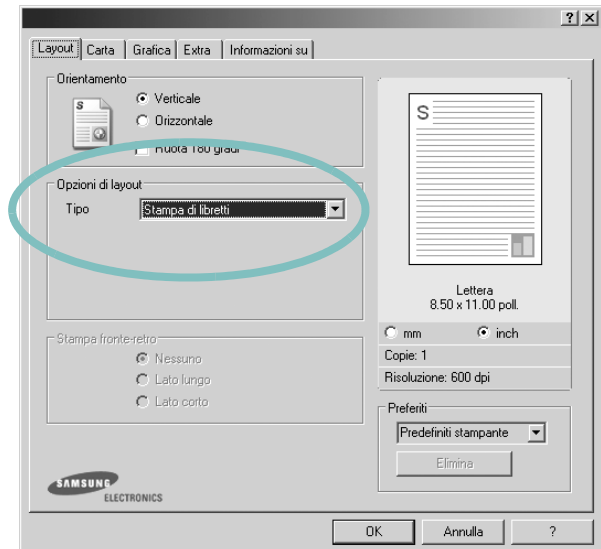 ? x
Layout Carta Grafica Extra Informazioni su
Orientamento
Verticale
Orizzontale
Ruota 180 gradi
Opzioni di layout
Tipo Stampa di libretti
Stampa fronte-retro
Nessuno
Lato lungo
Lato corto
SAMSUNG
ELECTRONICS
S
S
Lettera
8.50 x 11.00 poll.
mm inch
Copie: 1
Risoluzione: 600 dpi
Preferiti
Predefiniti stampante
Elimina
OK Annulla ?